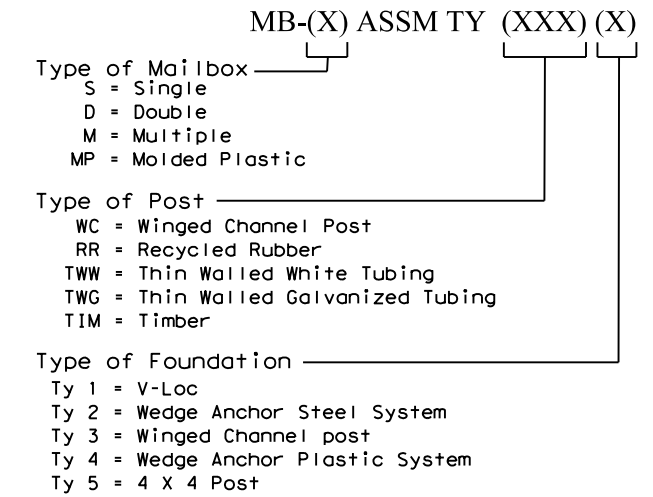 MB-(X) ASSM TY (XXX) (X)
Type of Mailbox
S = Single
D = Double
M = Multiple
MP = Molded Plastic
Type of Post
WC = Winged Channel Post
RR = Recycled Rubber
TWW = Thin Walled White Tubing
TWG = Thin Walled Galvanized Tubing
TIM = Timber
Type of Foundation
Ty 1 = V-Loc
Ty 2 = Wedge Anchor Steel System
Ty 3 = Winged Channel post
Ty 4 = Wedge Anchor Plastic System
Ty 5 = 4 X 4 Post